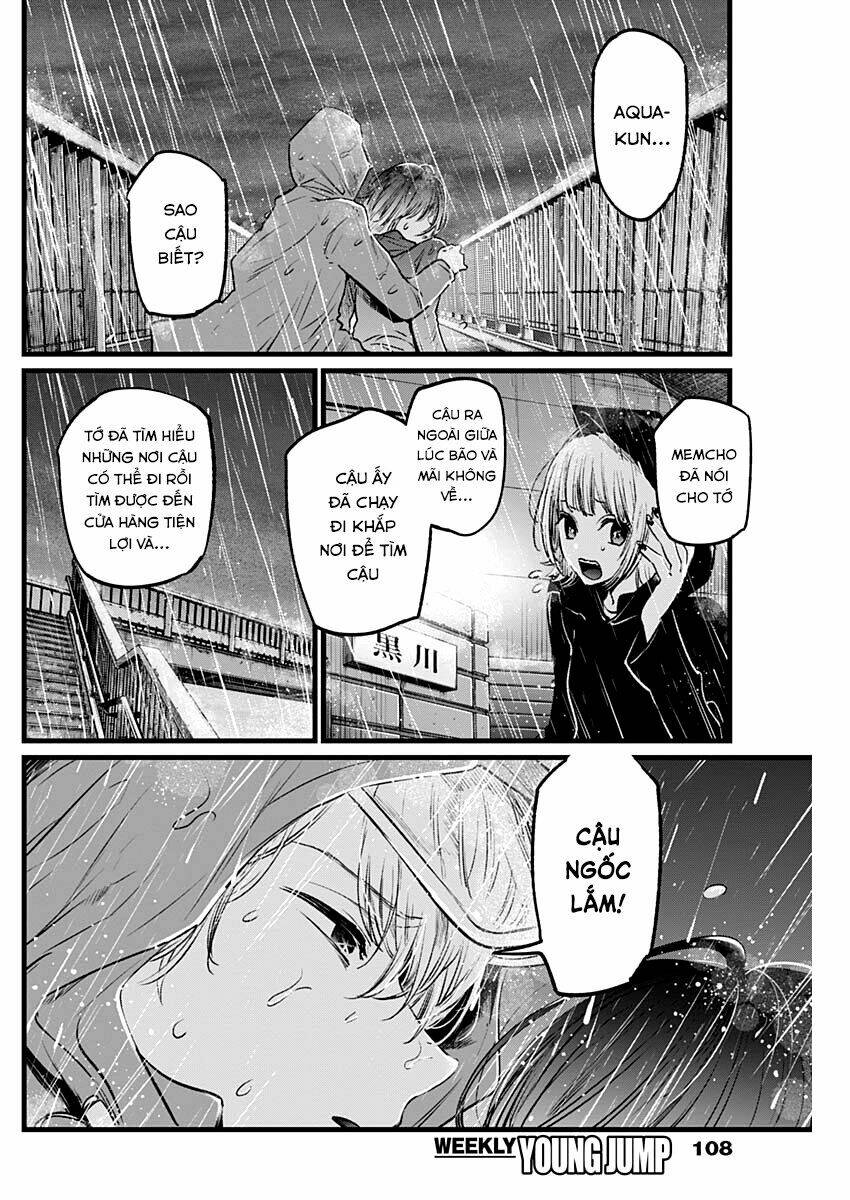 AQUA-
KUN...
SAO
CẬU
BIẾT?
MEMCHO
ĐÃ NÓI
CHO TỚ
CẬU RA
NGOÀI GIỮA
LÚC BÃO VÀ
MÃI KHÔNG
VỀ...
CẬU ẤY
ĐÃ CHẠY
ĐI KHẮP
NƠI ĐỂ TÌM
CẬU
黒川
TỚ ĐÃ TÌM HIỂU
NHỮNG NƠI CẬU
CÓ THỂ ĐI RỒI
TÌM ĐƯỢC ĐẾN
CỬA HÀNG TIỆN
LỢI VÀ...
CẬU
NGỐC
LẮM!
WEEKLY YOUNG JUMP 108